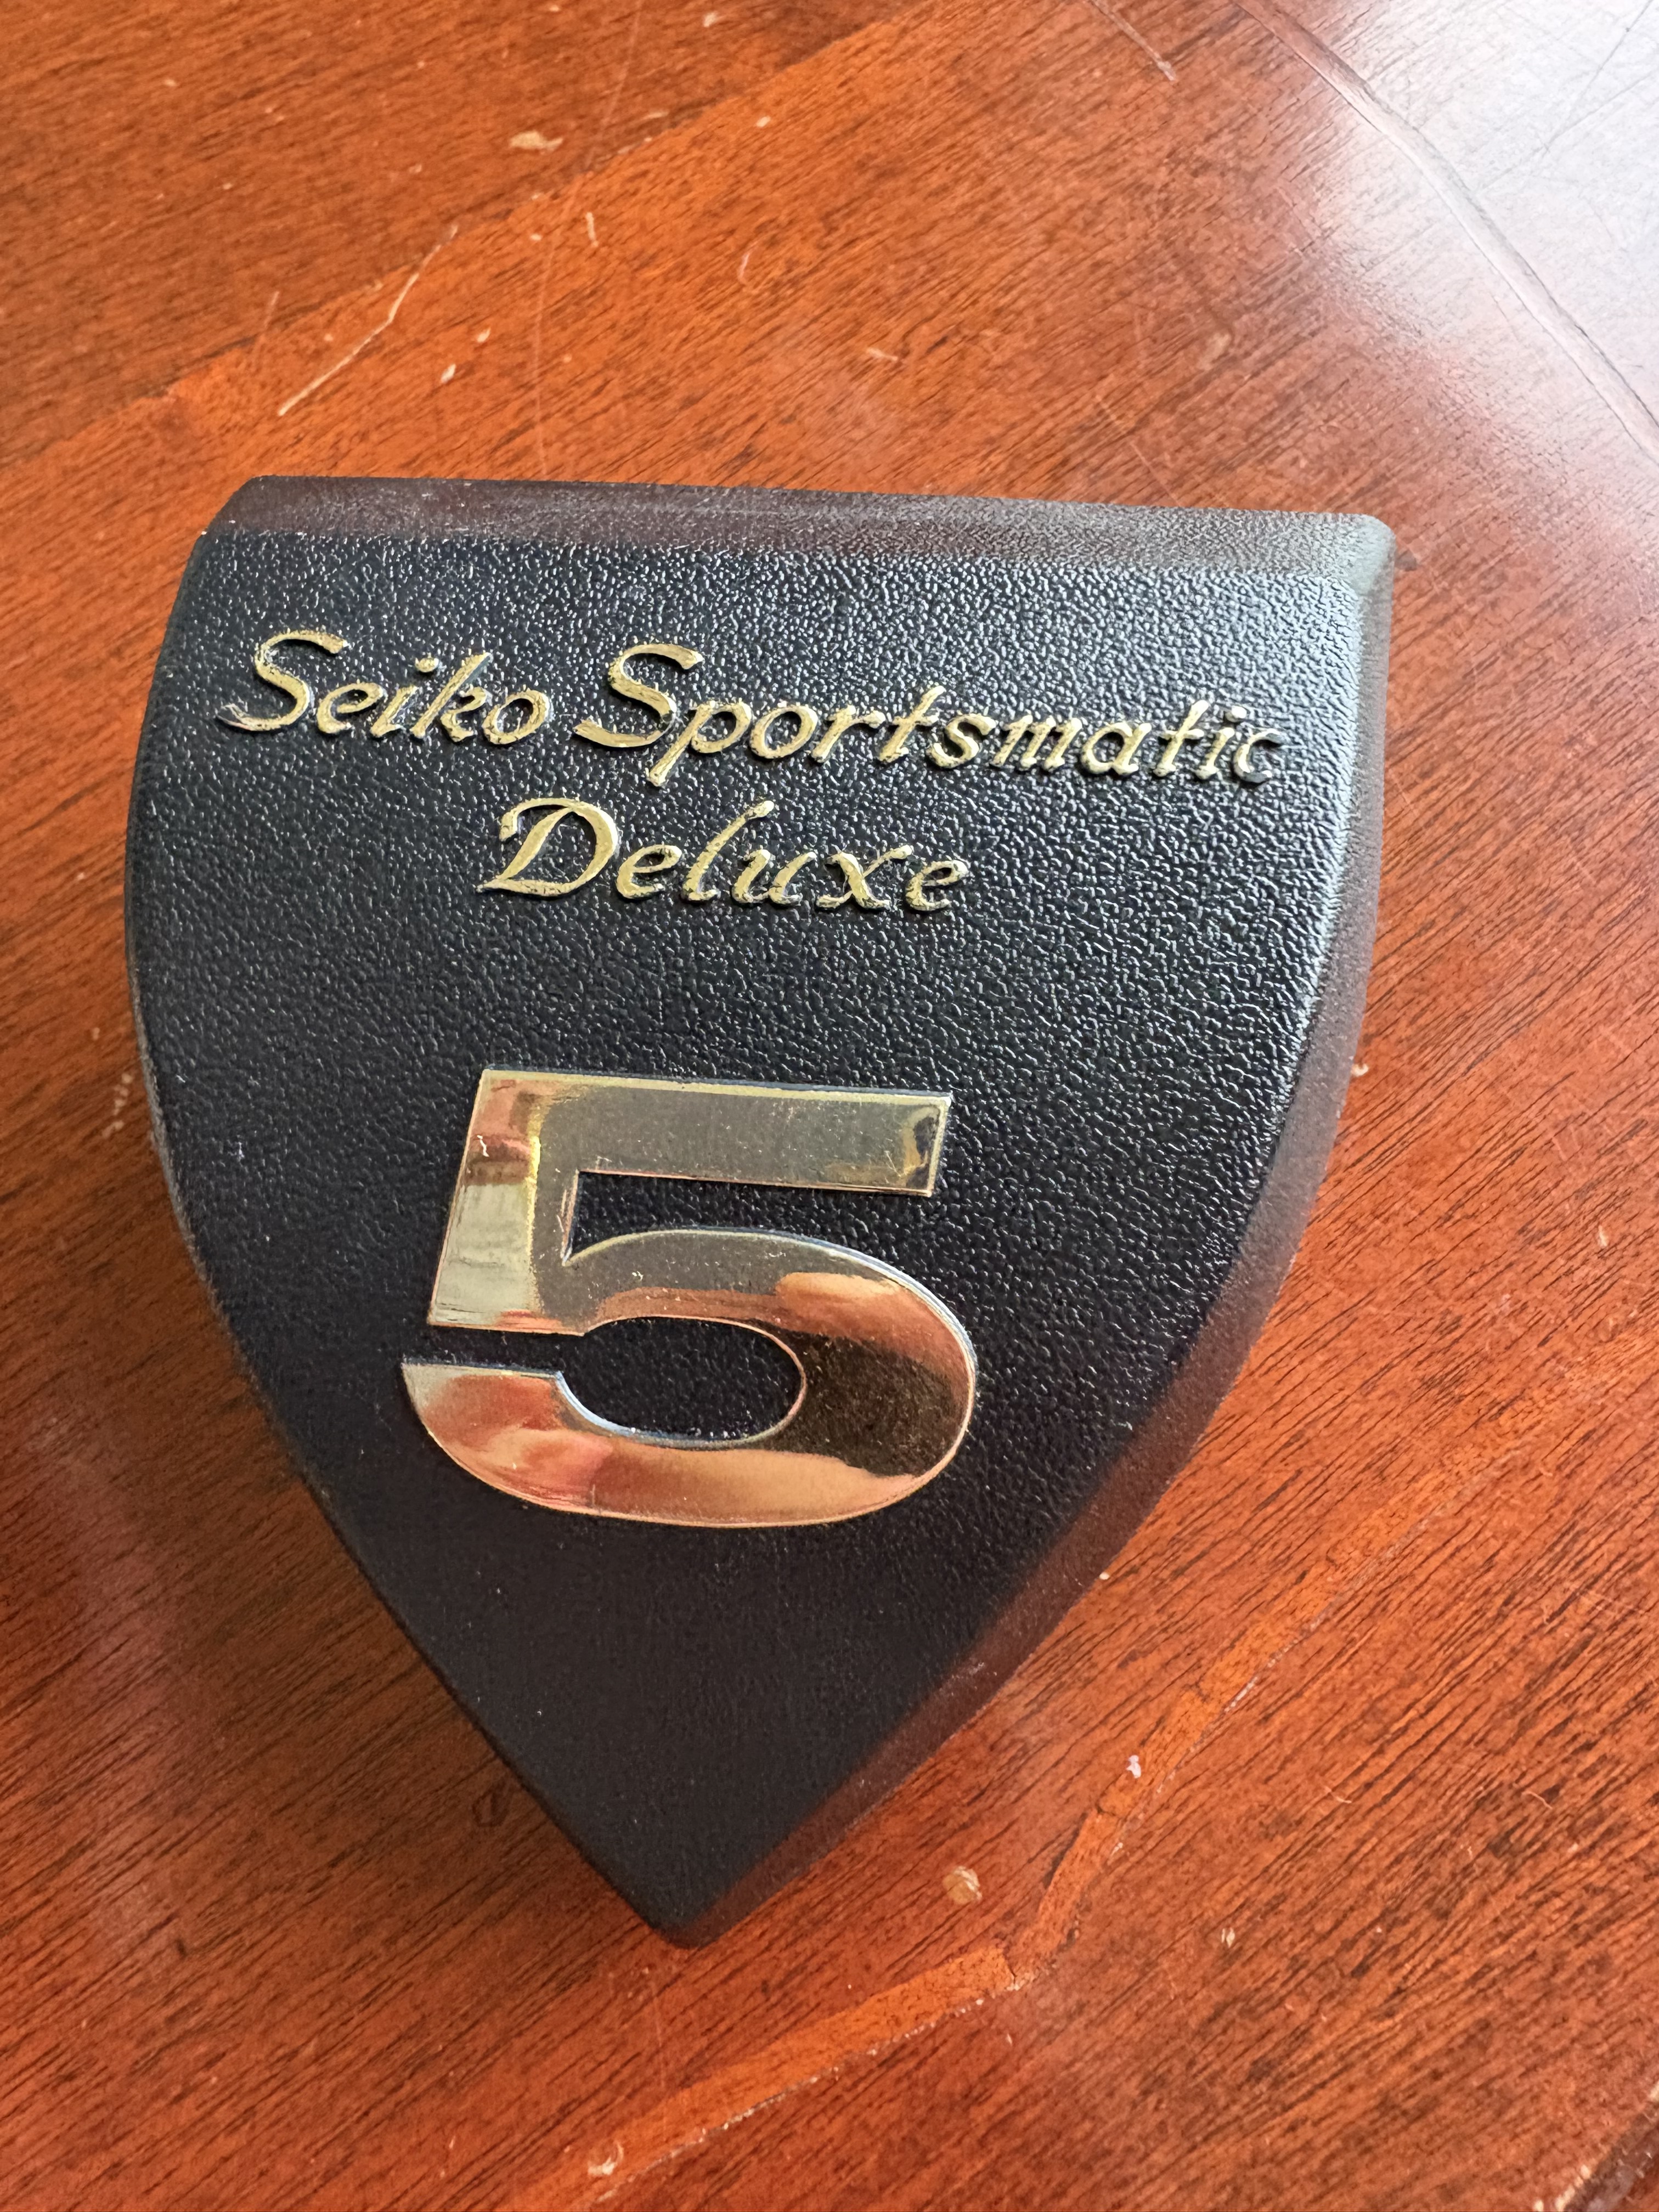 Seiko Sportsmatic
Deluxe
5